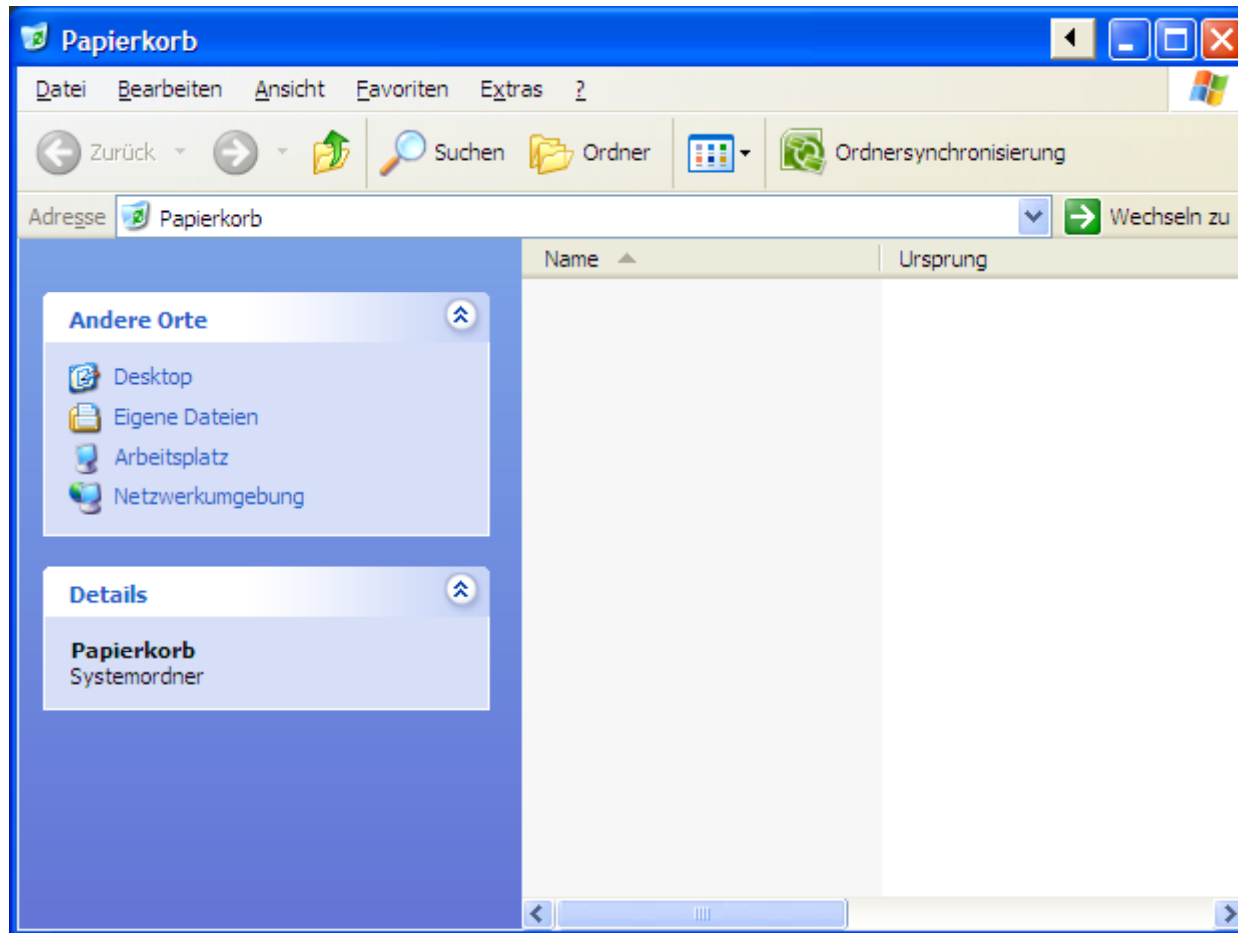 Papierkorb
Datei Bearbeiten Ansicht Favoriten Extras ?
Zurück Suchen Ordner Ordnersynchronisierung
Adresse Papierkorb Wechseln zu
Name Ursprung
Andere Orte
Desktop
Eigene Dateien
Arbeitsplatz
Netzwerkumgebung
Details
Papierkorb
Systemordner